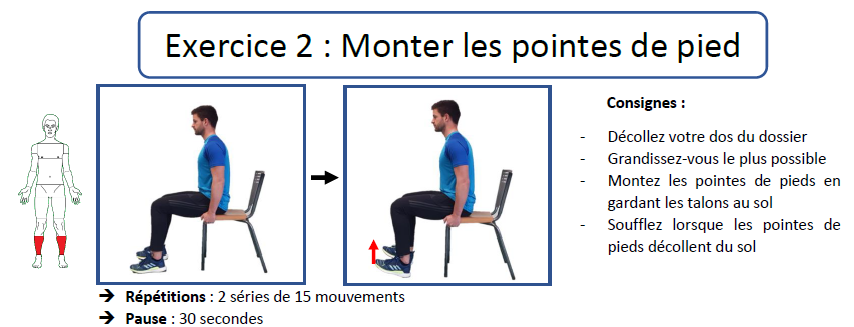 Exercice 2 : Monter les pointes de pied
Consignes :
- Décollez votre dos du dossier
- Grandissez-vous le plus possible
- Montez les pointes de pieds en
gardant les talons au sol
- Soufflez lorsque les pointes de
pieds décollent du sol
➔ Répétitions : 2 séries de 15 mouvements
➔ Pause : 30 secondes